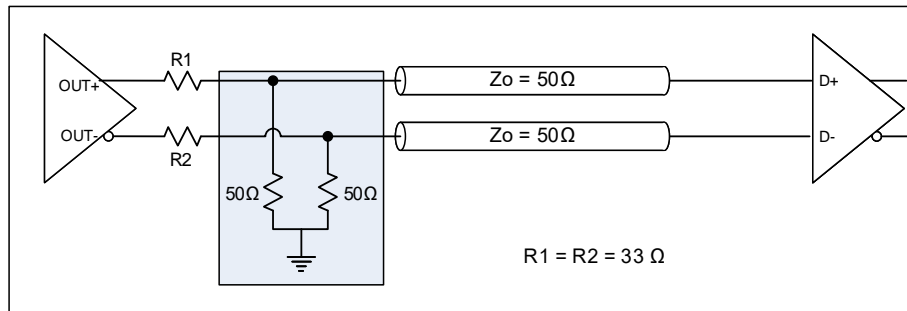 R1
OUT+
Zo = 50Ω
D+
OUT-
Zo = 50Ω
D-
R2
50Ω
50Ω
R1 = R2 = 33 Ω